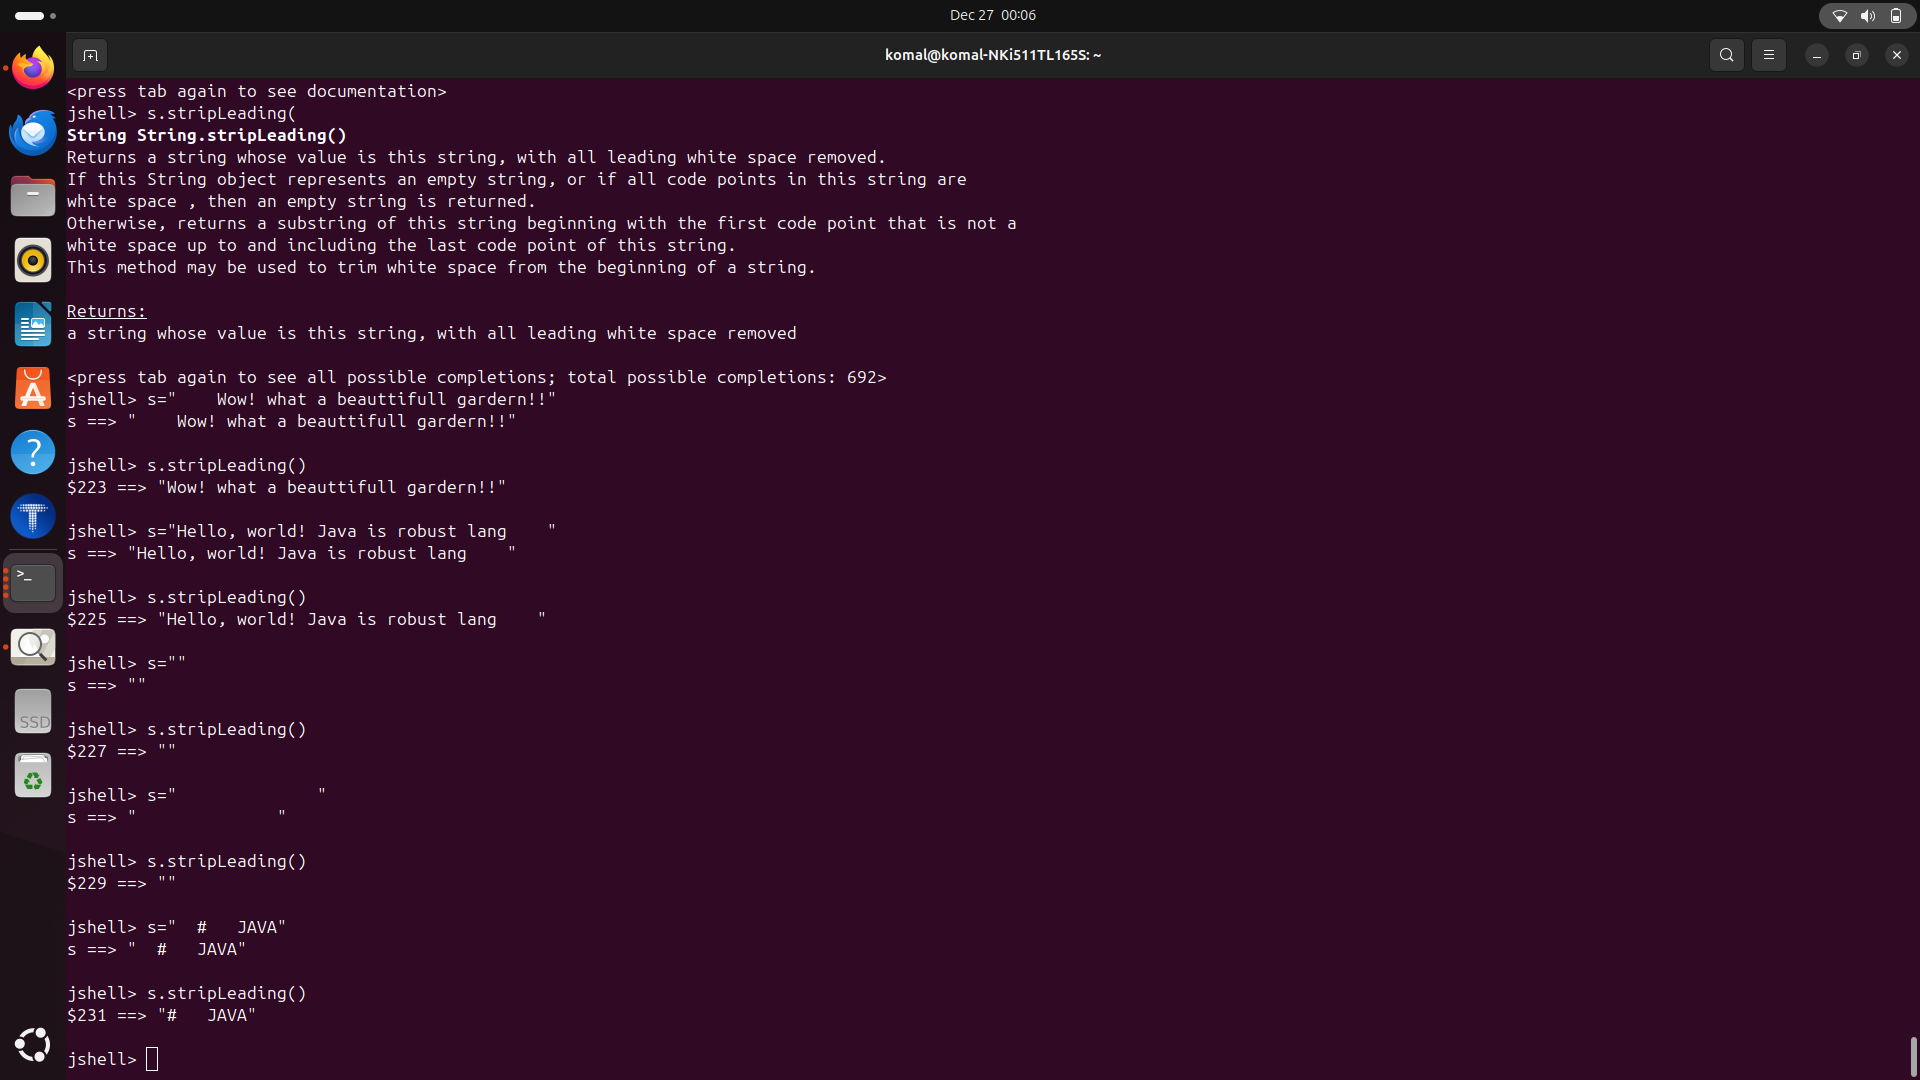 Dec 27  00:06
komal@komal-NKi511TL165S: ~
<press tab again to see documentation>
jshell> s.stripLeading(
String String.stripLeading()
Returns a string whose value is this string, with all leading white space removed.
If this String object represents an empty string, or if all code points in this string are
white space , then an empty string is returned.
Otherwise, returns a substring of this string beginning with the first code point that is not a
white space up to and including the last code point of this string.
This method may be used to trim white space from the beginning of a string.
Returns:
a string whose value is this string, with all leading white space removed
<press tab again to see all possible completions; total possible completions: 692>
jshell> s="    Wow! what a beauttifull gardern!!"
s ==> "    Wow! what a beauttifull gardern!!"
jshell> s.stripLeading()
$223 ==> "Wow! what a beauttifull gardern!!"
jshell> s="Hello, world! Java is robust lang    "
s ==> "Hello, world! Java is robust lang    "
jshell> s.stripLeading()
$225 ==> "Hello, world! Java is robust lang    "
jshell> s=""
s ==> ""
jshell> s.stripLeading()
$227 ==> ""
jshell> s="              "
s ==> "              "
jshell> s.stripLeading()
$229 ==> ""
jshell> s="  #   JAVA"
s ==> "  #   JAVA"
jshell> s.stripLeading()
$231 ==> "#   JAVA"
jshell>
SSD